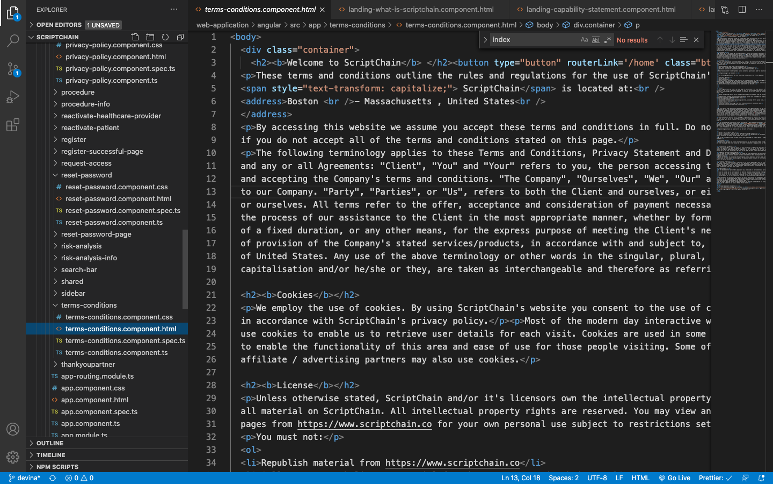 EXPLORER
OPEN EDITORS 1 UNSAVED
SCRIPTCHAIN
privacy-policy.component.css
privacy-policy.component.html
privacy-policy.component.spec.ts
privacy-policy.component.ts
procedure
procedure-info
reactivate-healthcare-provider
reactivate-patient
register
register-successful-page
request-access
reset-password
reset-password.component.css
reset-password.component.html
reset-password.component.spec.ts
reset-password.component.ts
reset-password-page
risk-analysis
risk-analysis-info
search-bar
shared
sidebar
terms-conditions
terms-conditions.component.css
terms-conditions.component.html
terms-conditions.component.spec.ts
terms-conditions.component.ts
thankyoupartner
app-routing.module.ts
app.component.css
app.component.html
app.component.spec.ts
app.component.ts
app.module.ts
OUTLINE
TIMELINE
NPM SCRIPTS
terms-conditions.component.html
landing-what-is-scriptchain.component.html
landing-capability-statement.component.html
web-application > angular > src > app > terms-conditions > terms-conditions.component.html > body > div.container > p
index
No results
1 <body>
2 <div class="container">
3 <h2><b>Welcome to ScriptChain</b> </h2><button type="button" routerLink='/home' class="bt
4 <p>These terms and conditions outline the rules and regulations for the use of ScriptChain'
5 <span style="text-transform: capitalize;"> ScriptChain</span> is located at:<br />
6 <address>Boston <br />- Massachusetts , United States<br />
7 </address>
8 <p>By accessing this website we assume you accept these terms and conditions in full. Do no
9 if you do not accept all of the terms and conditions stated on this page.</p>
10 <p>The following terminology applies to these Terms and Conditions, Privacy Statement and D
11 and any or all Agreements: "Client", "You" and "Your" refers to you, the person accessing t
12 and accepting the Company's terms and conditions. "The Company", "Ourselves", "We", "Our" a
13 to our Company. "Party", "Parties", or "Us", refers to both the Client and ourselves, or ei
14 or ourselves. All terms refer to the offer, acceptance and consideration of payment necessa
15 the process of our assistance to the Client in the most appropriate manner, whether by form
16 of a fixed duration, or any other means, for the express purpose of meeting the Client's ne
17 of provision of the Company's stated services/products, in accordance with and subject to,
18 of United States. Any use of the above terminology or other words in the singular, plural,
19 capitalisation and/or he/she or they, are taken as interchangeable and therefore as referri
20
21 <h2><b>Cookies</b></h2>
22 <p>We employ the use of cookies. By using ScriptChain's website you consent to the use of c
23 in accordance with ScriptChain's privacy policy.</p><p>Most of the modern day interactive w
24 use cookies to enable us to retrieve user details for each visit. Cookies are used in some
25 to enable the functionality of this area and ease of use for those people visiting. Some of
26 affiliate / advertising partners may also use cookies.</p>
27
28 <h2><b>License</b></h2>
29 <p>Unless otherwise stated, ScriptChain and/or it's licensors own the intellectual property
30 all material on ScriptChain. All intellectual property rights are reserved. You may view an
31 pages from https://www.scriptchain.co for your own personal use subject to restrictions set
32 <p>You must not:</p>
33 <ol>
34 <li>Republish material from https://www.scriptchain.co</li>
devina* 0 0 Ln 13, Col 18 Spaces: 2 UTF-8 LF HTML Go Live Prettier: